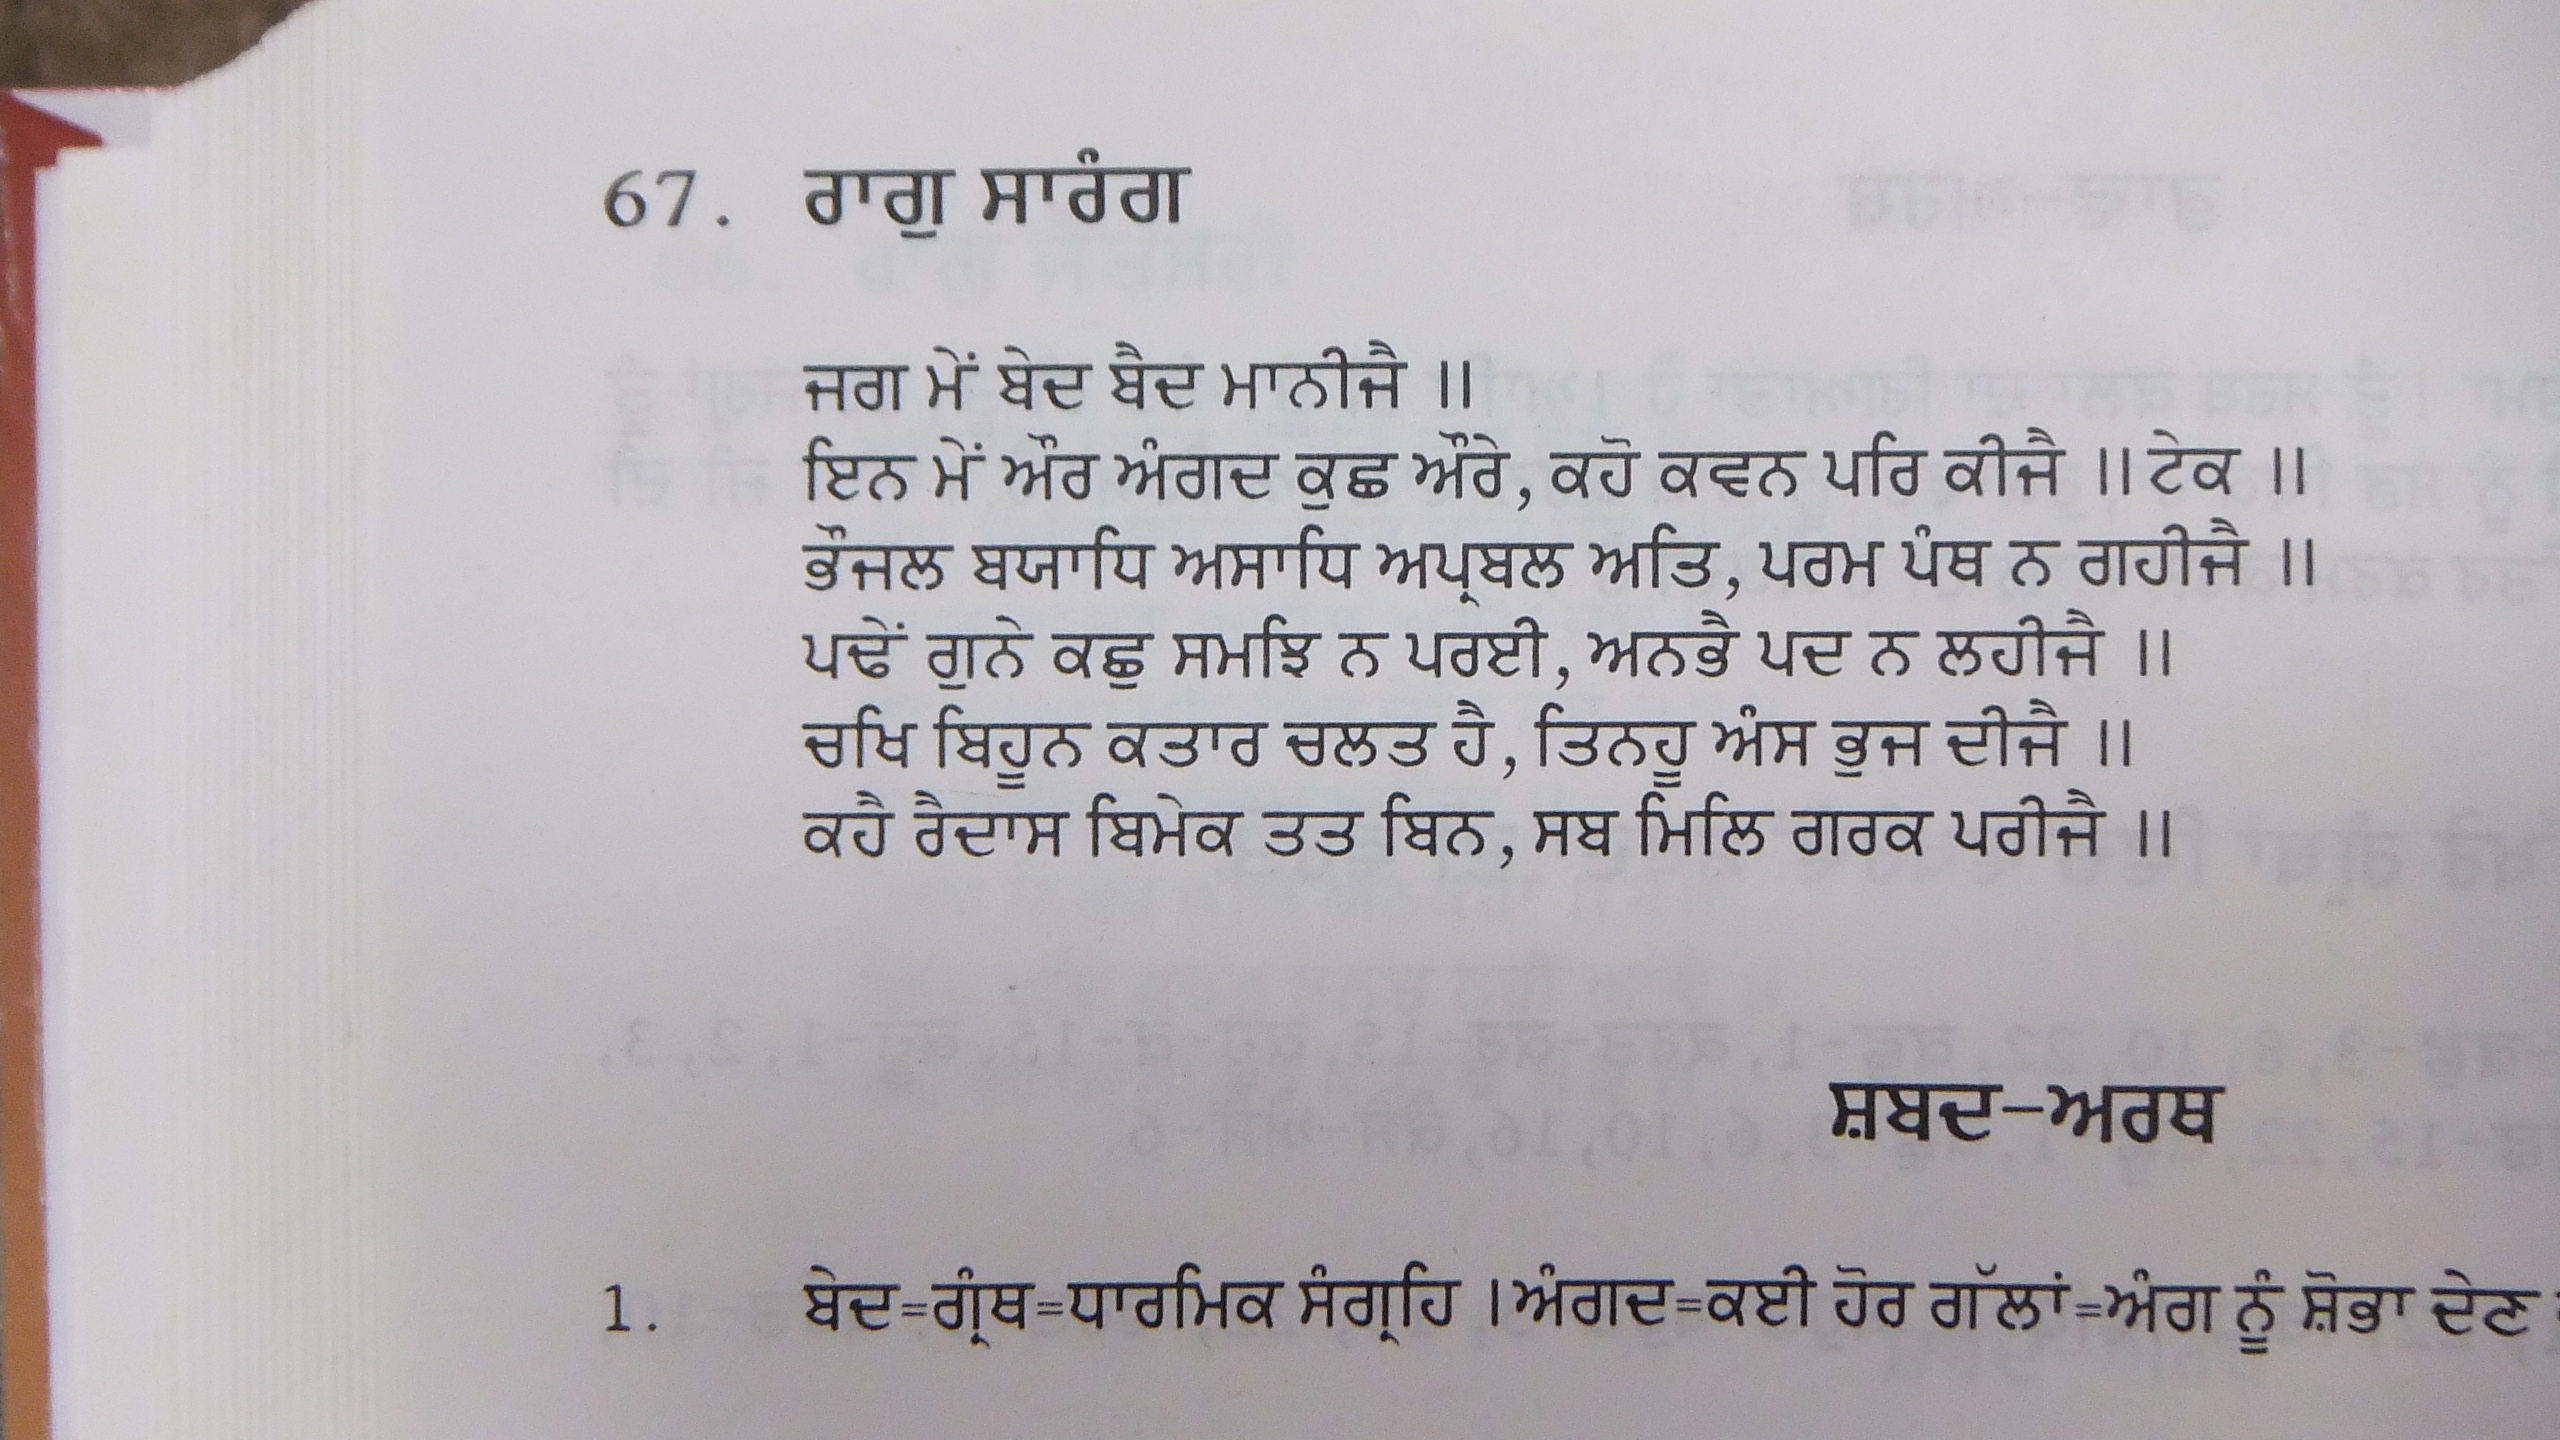 67. ਰਾਗੁ ਸਾਰੰਗ
ਜਗ ਮੇਂ ਬੇਦ ਬੈਦ ਮਾਨੀਜੈ ॥
ਇਨ ਮੇਂ ਔਰ ਅੰਗਦ ਕੁਛ ਔਰੇ, ਕਹੋ ਕਵਨ ਪਰਿ ਕੀਜੈ ॥ ਟੇਕ ॥
ਭੌਜਲ ਬਯਾਧਿ ਅਸਾਧਿ ਅਪ੍ਰਬਲ ਅਤਿ, ਪਰਮ ਪੰਥ ਨ ਗਹੀਜੈ ॥
ਪਢੇਂ ਗੁਨੇ ਕਛੁ ਸਮਝਿ ਨ ਪਰਈ, ਅਨਭੈ ਪਦ ਨ ਲਹੀਜੈ ॥
ਚਖਿ ਬਿਹੂਨ ਕਤਾਰ ਚਲਤ ਹੈ, ਤਿਨਹੂ ਅੰਸ ਭੁਜ ਦੀਜੈ ॥
ਕਹੈ ਰੈਦਾਸ ਬਿਮੇਕ ਤਤ ਬਿਨ, ਸਬ ਮਿਲਿ ਗਰਕ ਪਰੀਜੈ ॥
ਸ਼ਬਦ-ਅਰਥ
1. ਬੇਦ=ਗ੍ਰੰਥ=ਧਾਰਮਿਕ ਸੰਗ੍ਰਹਿ । ਅੰਗਦ=ਕਈ ਹੋਰ ਗੱਲਾਂ=ਅੰਗ ਨੂੰ ਸ਼ੋਭਾ ਦੇਣ